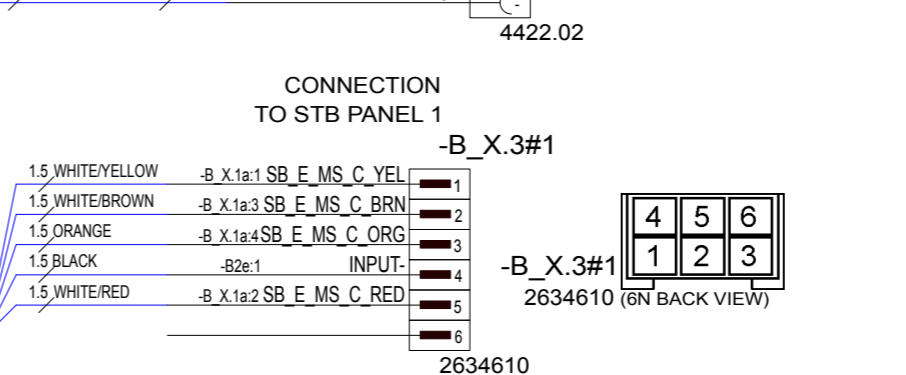 4422.02
CONNECTION
TO STB PANEL 1
-B_X.3#1
1.5 WHITE/YELLOW -B_X.1a:1 SB_E_MS_C_YEL 1
1.5 WHITE/BROWN -B_X.1a:3 SB_E_MS_C_BRN 2
1.5 ORANGE -B_X.1a:4 SB_E_MS_C_ORG 3
1.5 BLACK -B2e:1 INPUT- 4
1.5 WHITE/RED -B_X.1a:2 SB_E_MS_C_RED 5
6
2634610
4 5 6
1 2 3
-B_X.3#1
2634610 (6N BACK VIEW)